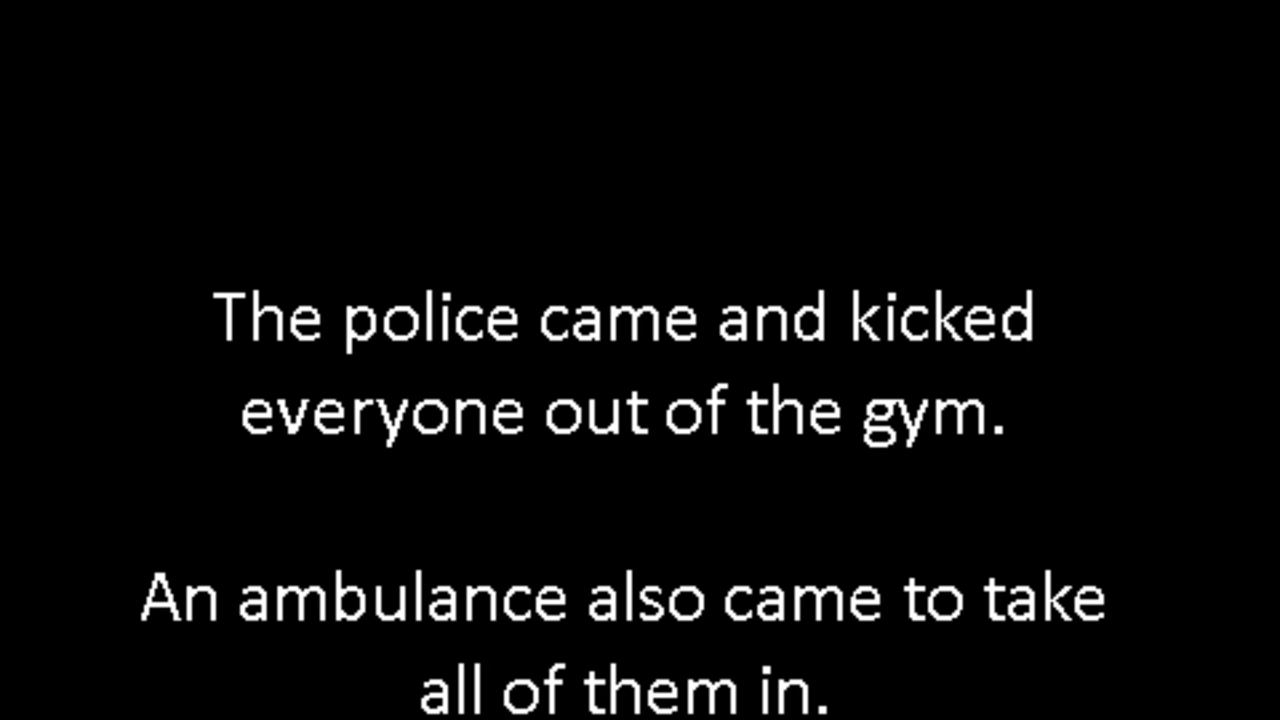 The police came and kicked
everyone out of the gym.
An ambulance also came to take
all of them in.